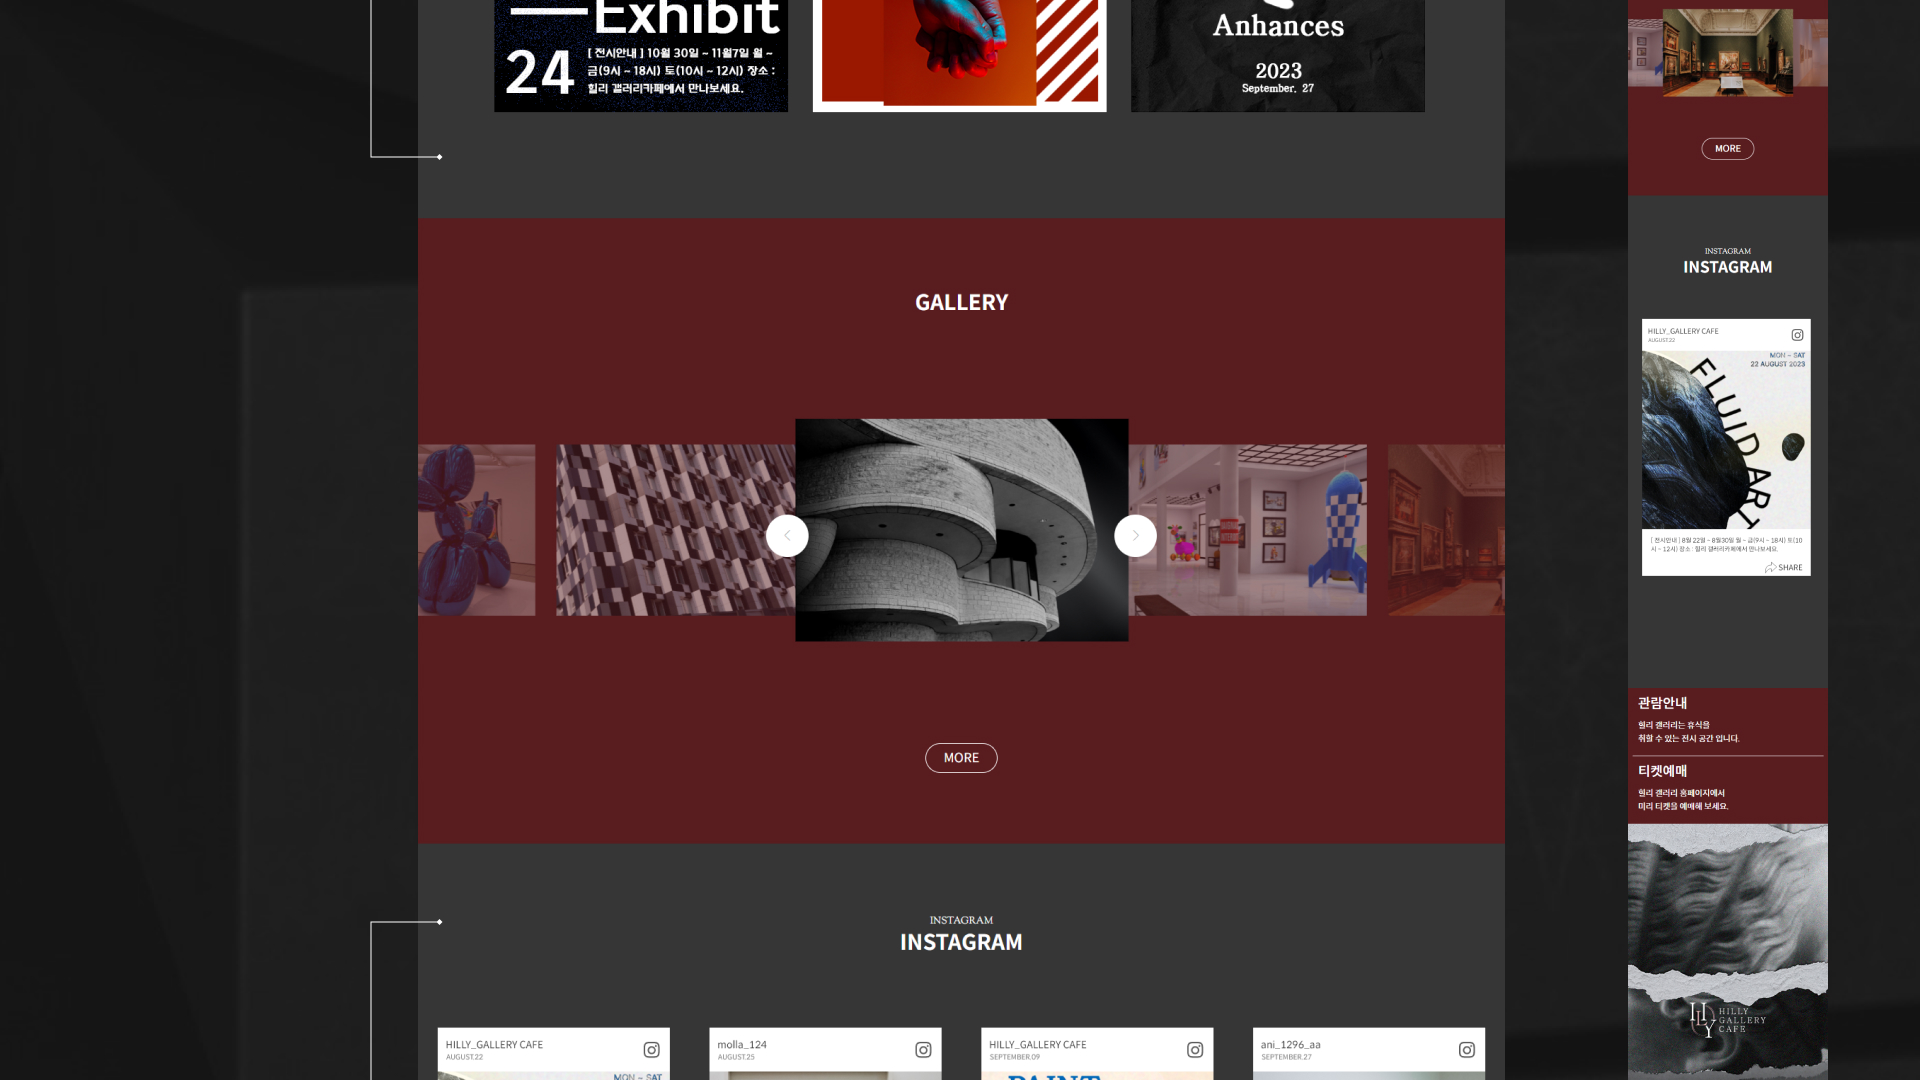 Exhibit
24
[ 전시안내 ] 10월 30일 ~ 11월7일 월 ~
금(9시 ~ 18시) 토(10시 ~ 12시) 장소 :
힐리 갤러리카페에서 만나보세요.
Anhances
2023
September. 27
GALLERY
MORE
INSTAGRAM
INSTAGRAM
HILLY_GALLERY CAFE
AUGUST.22
MON ~ SAT
molla_124
AUGUST.25
HILLY_GALLERY CAFE
SEPTEMBER.09
PAINT
ani_1296_aa
SEPTEMBER.27
MORE
INSTAGRAM
INSTAGRAM
HILLY_GALLERY CAFE
AUGUST.22
MON ~ SAT
22 AUGUST 2023
FLUID ART
[ 전시안내 ] 8월 22일 ~ 8월30일 월 ~ 금(9시 ~ 18시) 토(10
시 ~ 12시) 장소 : 힐리 갤러리카페에서 만나보세요.
SHARE
관람안내
힐리 갤러리는 휴식을
취할 수 있는 전시 공간 입니다.
티켓예매
힐리 갤러리 홈페이지에서
미리 티켓을 예매해 보세요.
HLY
HILLY
GALLERY
CAFE